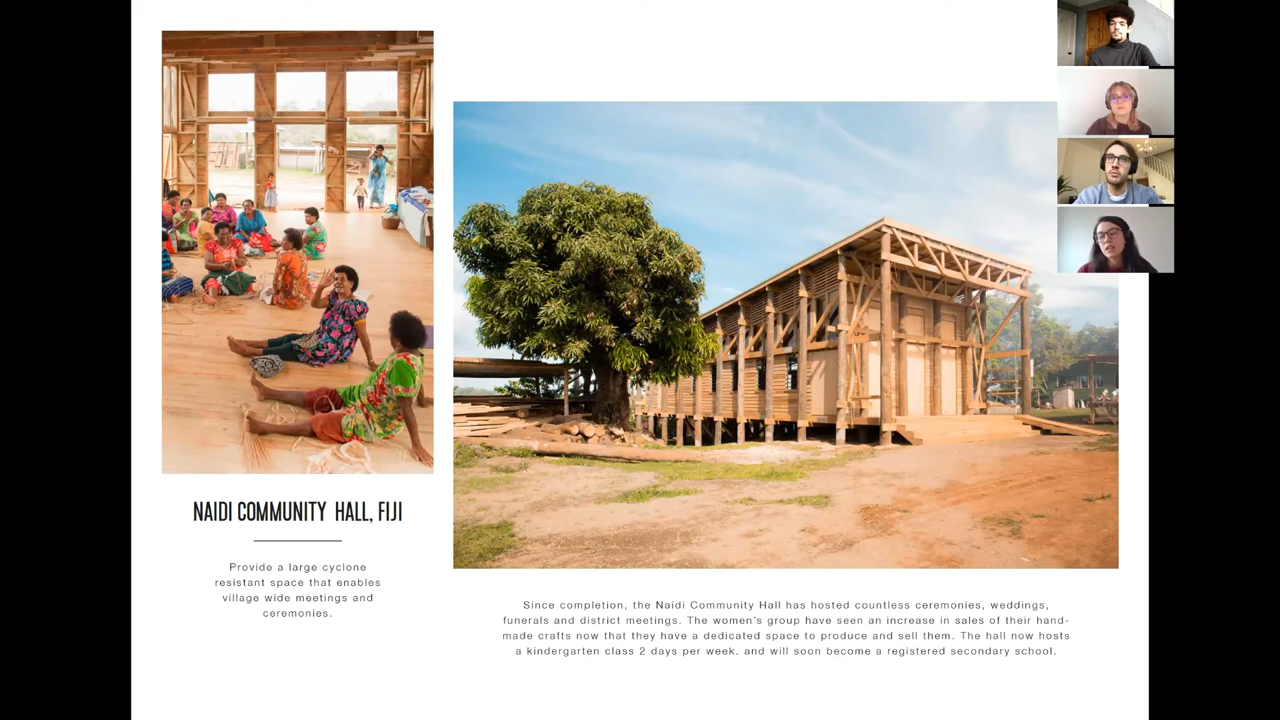 NAIDI COMMUNITY HALL, FIJI
Provide a large cyclone
resistant space that enables
village wide meetings and
ceremonies.
Since completion, the Naidi Community Hall has hosted countless ceremonies, weddings,
funerals and district meetings. The women's group have seen an increase in sales of their hand-
made crafts now that they have a dedicated space to produce and sell them. The hall now hosts
a kindergarten class 2 days per week, and will soon become a registered secondary school.